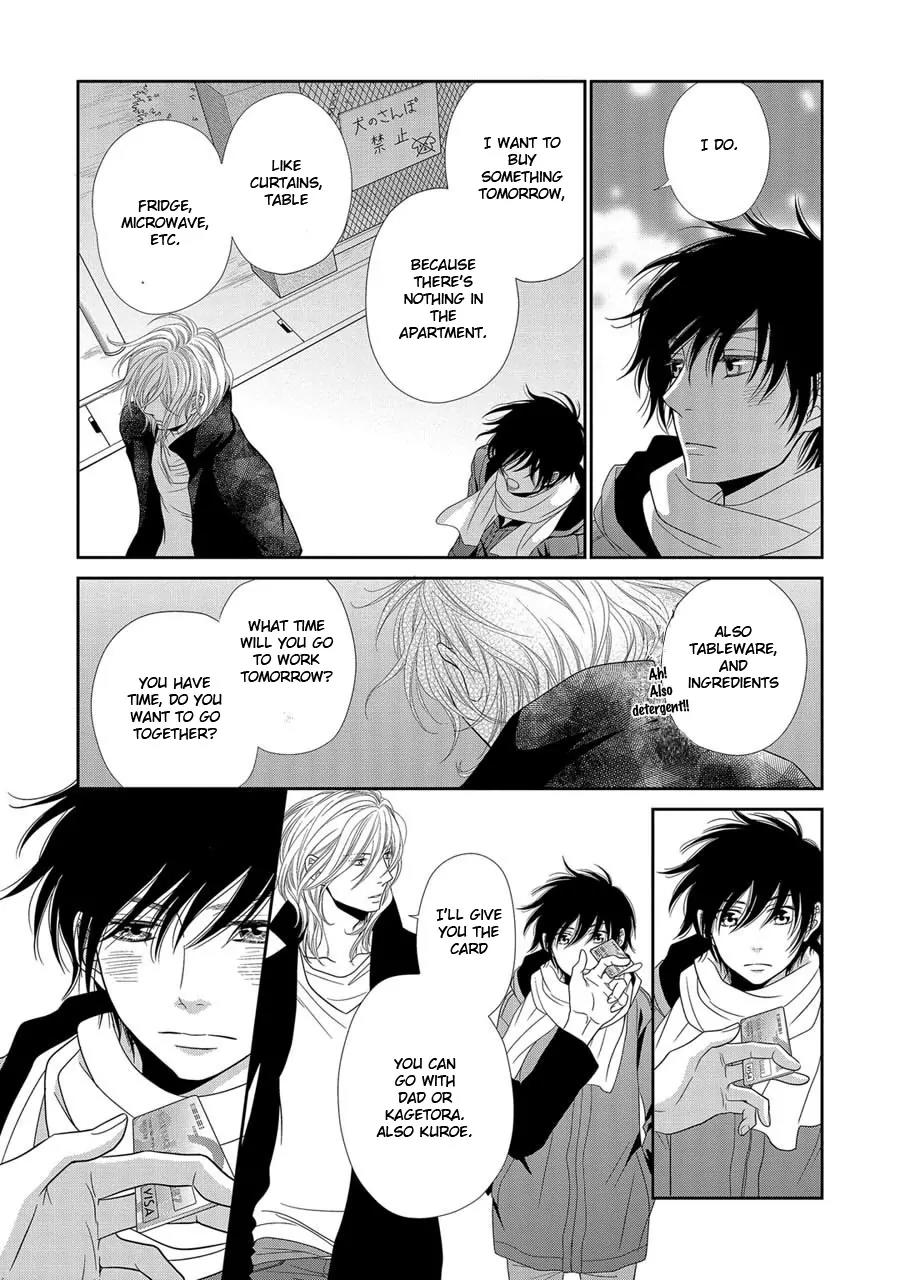 I DO.
I WANT TO
BUY
SOMETHING
TOMORROW,
BECAUSE
THERE'S
NOTHING IN
THE
APARTMENT.
犬のさんぽ
禁止
LIKE
CURTAINS,
TABLE
FRIDGE,
MICROWAVE,
ETC.
ALSO
TABLEWARE,
AND
INGREDIENTS
Ah!
Also
detergent!!
WHAT TIME
WILL YOU GO
TO WORK
TOMORROW?
YOU HAVE
TIME, DO YOU
WANT TO GO
TOGETHER?
VISA
I'LL GIVE
YOU THE
CARD
YOU CAN
GO WITH
DAD OR
KAGETORA.
ALSO KUROE.
VISA